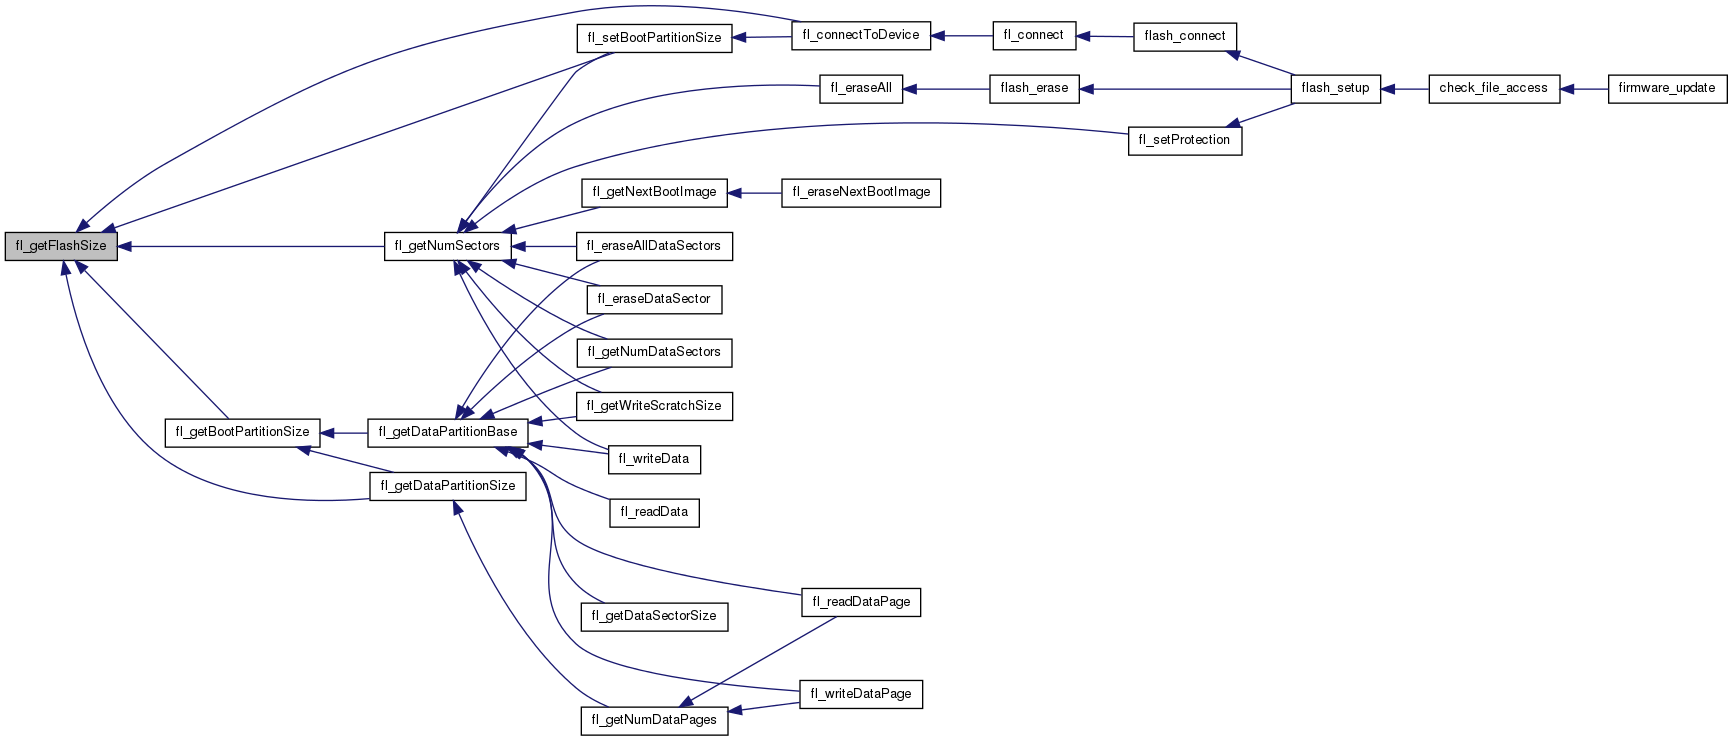 fl_connectToDevice
fl_connect
flash_connect
fl_setBootPartitionSize
fl_eraseAll
flash_erase
flash_setup
check_file_access
firmware_update
fl_setProtection
fl_getNextBootImage
fl_eraseNextBootImage
fl_getFlashSize
fl_getNumSectors
fl_eraseAllDataSectors
fl_eraseDataSector
fl_getNumDataSectors
fl_getWriteScratchSize
fl_getBootPartitionSize
fl_getDataPartitionBase
fl_writeData
fl_getDataPartitionSize
fl_readData
fl_readDataPage
fl_getDataSectorSize
fl_writeDataPage
fl_getNumDataPages